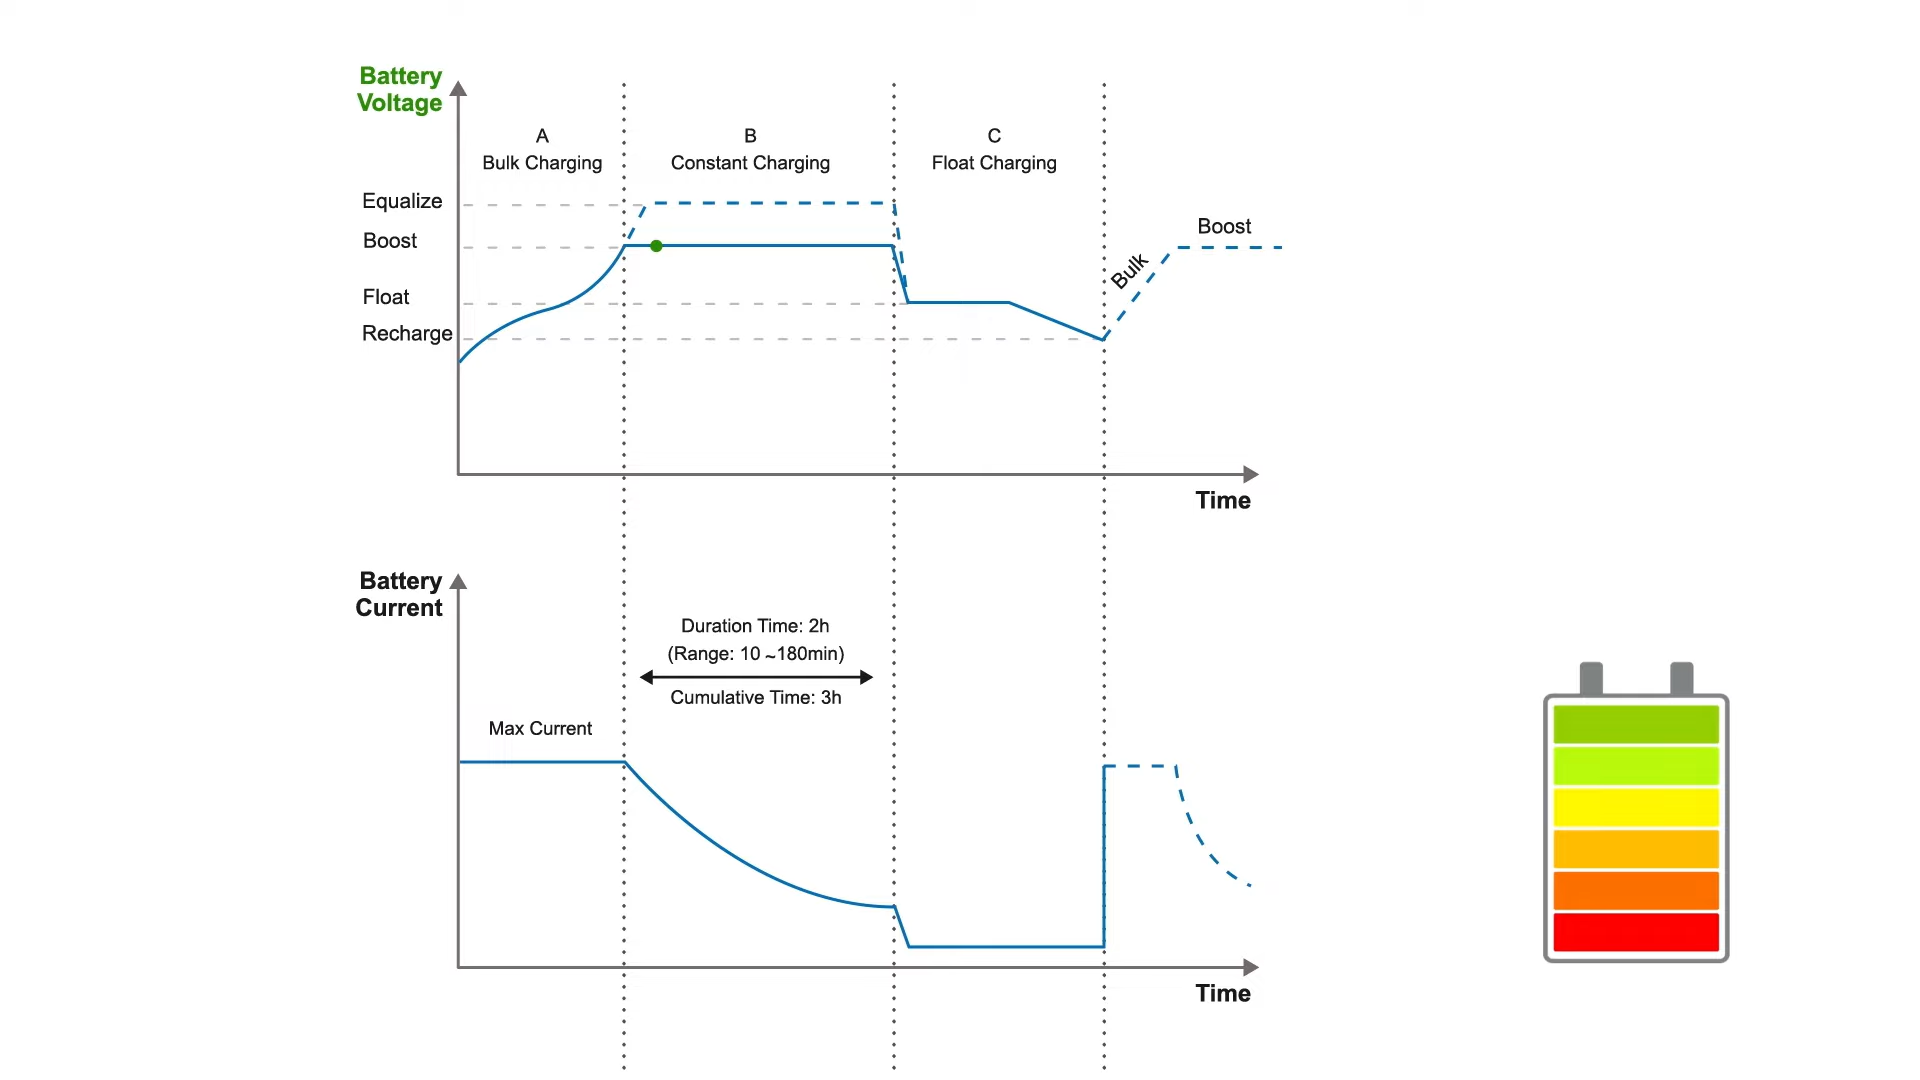 Battery
Voltage
A
Bulk Charging
B
Constant Charging
C
Float Charging
Equalize
Boost
Float
Recharge
Bulk
Boost
Time
Battery
Current
Duration Time: 2h
(Range: 10 ~180min)
Cumulative Time: 3h
Max Current
Time